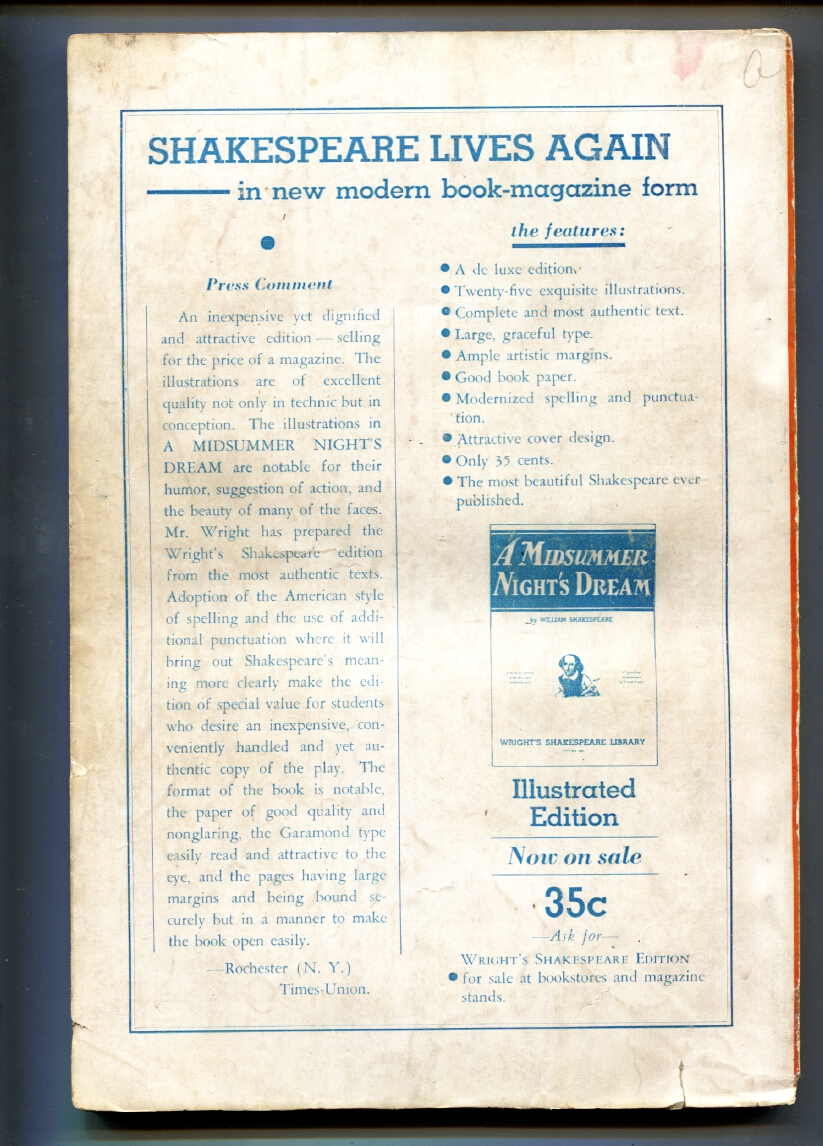 a
SHAKESPEARE LIVES AGAIN
in new modern book-magazine form
Press Comment
An inexpensive yet dignified
and attractive edition — selling
for the price of a magazine. The
illustrations are of excellent
quality not only in technic but in
conception. The illustrations in
A MIDSUMMER NIGHT'S
DREAM are notable for their
humor, suggestion of action, and
the beauty of many of the faces.
Mr. Wright has prepared the
Wright's Shakespeare edition
from the most authentic texts.
Adoption of the American style
of spelling and the use of addi-
tional punctuation where it will
bring out Shakespeare's mean-
ing more clearly make the edi-
tion of special value for students
who desire an inexpensive, con-
veniently handled and yet au-
thentic copy of the play. The
format of the book is notable,
the paper of good quality and
nonglaring, the Garamond type
easily read and attractive to the
eye, and the pages having large
margins and being bound se-
curely but in a manner to make
the book open easily.
—Rochester (N. Y.)
Times-Union.
the features:
● A de luxe edition.
● Twenty-five exquisite illustrations.
● Complete and most authentic text.
● Large, graceful type.
● Ample artistic margins.
● Good book paper.
● Modernized spelling and punctua-
tion.
● Attractive cover design.
● Only 35 cents.
● The most beautiful Shakespeare ever
published.
A MIDSUMMER
NIGHT'S DREAM
by WILLIAM SHAKESPEARE
WRIGHT'S SHAKESPEARE LIBRARY
Illustrated
Edition
Now on sale
35c
—Ask for—
WRIGHT'S SHAKESPEARE EDITION
● for sale at bookstores and magazine
stands.